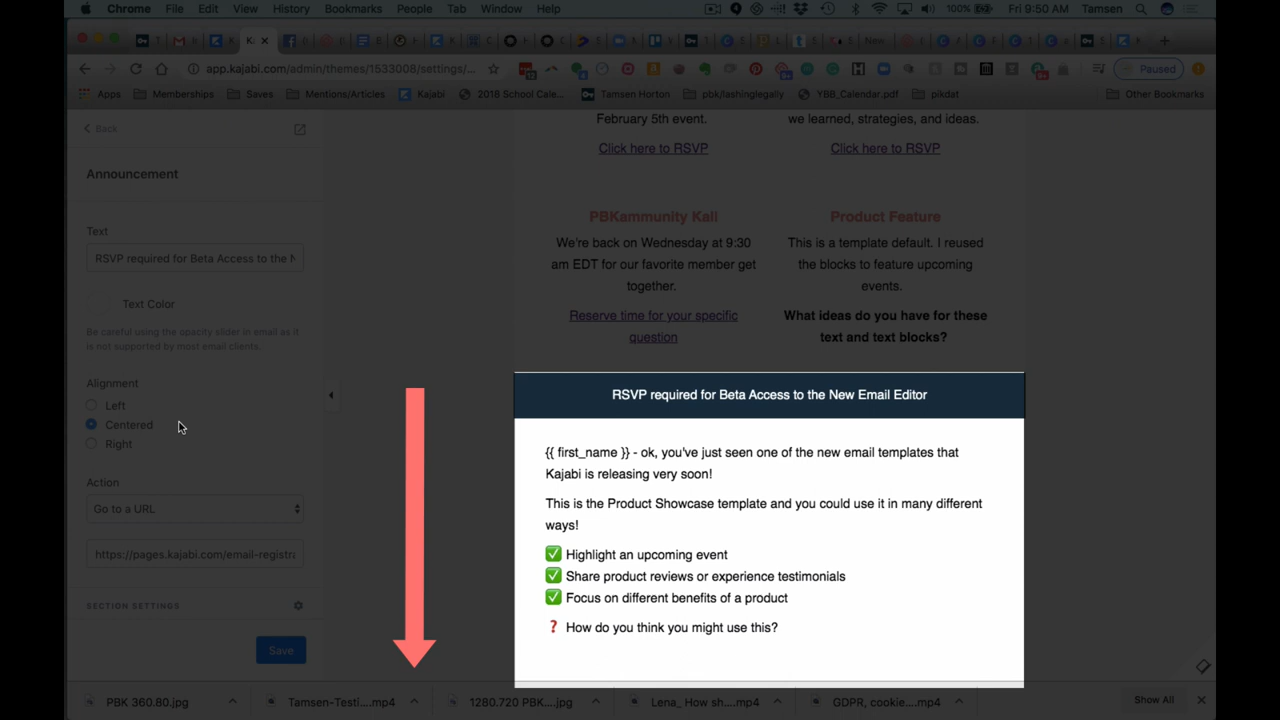 Chrome File Edit View History Bookmarks People Tab Window Help 100% Fri 9:50 AM Tamsen
app.kajabi.com/admin/themes/1533008/settings/... Paused
Apps Memberships Saves Mentions/Articles Kajabi 2018 School Cale... Tamsen Horton pbk/lashinglegally YBB_Calendar.pdf pikdat Other Bookmarks
Back
Announcement
Text
RSVP required for Beta Access to the N
Text Color
Be careful using the opacity slider in email as it
is not supported by most email clients.
Alignment
Left
Centered
Right
Action
Go to a URL
https://pages.kajabi.com/email-registra
SECTION SETTINGS
Save
February 5th event.
Click here to RSVP
we learned, strategies, and ideas.
Click here to RSVP
PBKammunity Kall
We're back on Wednesday at 9:30
am EDT for our favorite member get
together.
Reserve time for your specific
question
Product Feature
This is a template default. I reused
the blocks to feature upcoming
events.
What ideas do you have for these
text and text blocks?
RSVP required for Beta Access to the New Email Editor
{{ first_name }} - ok, you've just seen one of the new email templates that
Kajabi is releasing very soon!
This is the Product Showcase template and you could use it in many different
ways!
✅ Highlight an upcoming event
✅ Share product reviews or experience testimonials
✅ Focus on different benefits of a product
❓ How do you think you might use this?
PBK 360.80.jpg Tamsen-Testi....mp4 1280.720 PBK....jpg Lena_ How sh....mp4 GDPR, cookie....mp4 Show All